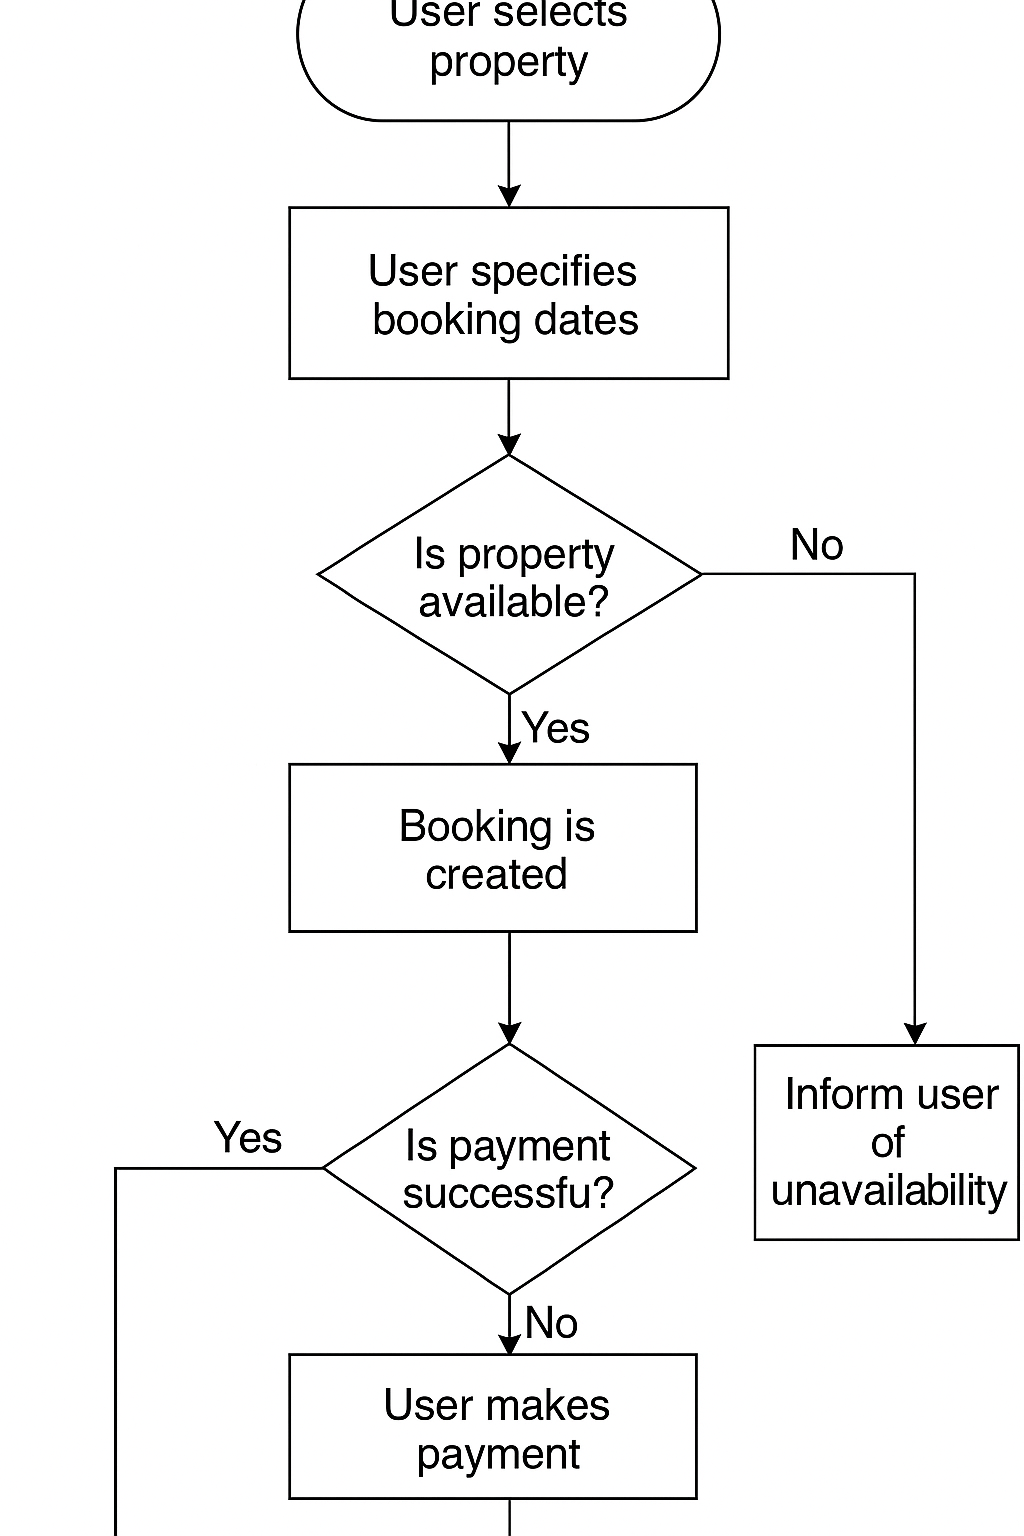 User selects
property
User specifies
booking dates
Is property
available?
No
Yes
Booking is
created
Yes
Is payment
successfu?
Inform user
of
unavailability
No
User makes
payment